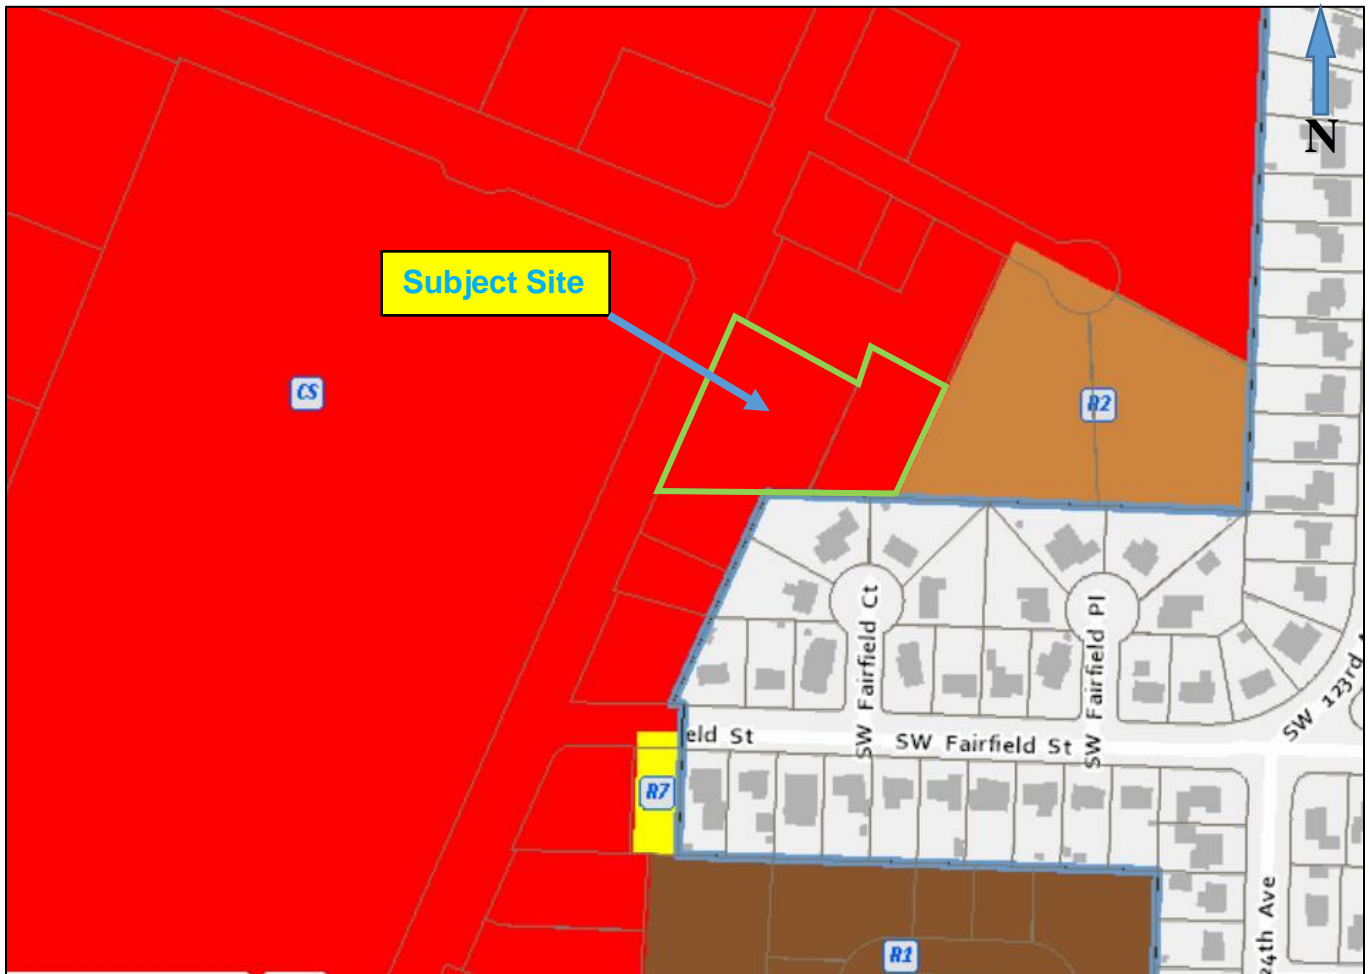 N
Subject Site
CS
R2
SW Fairfield Ct
SW Fairfield Pl
SW 123rd
eld St
SW Fairfield St
R7
24th Ave
R1